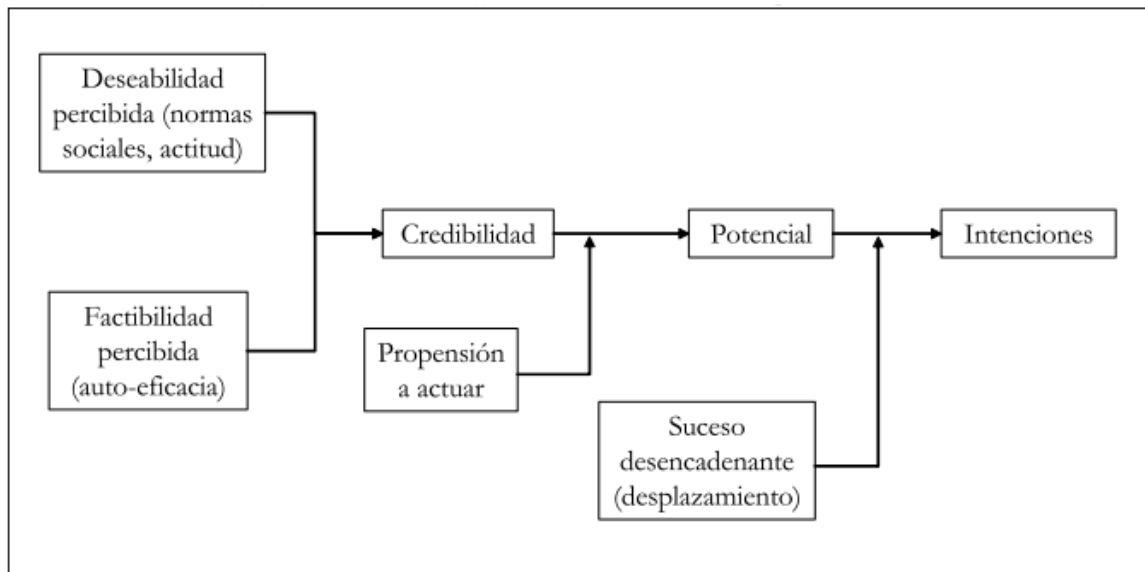 Deseabilidad
percibida (normas
sociales, actitud)
Credibilidad
Potencial
Intenciones
Factibilidad
percibida
(auto-eficacia)
Propensión
a actuar
Suceso
desencadenante
(desplazamiento)